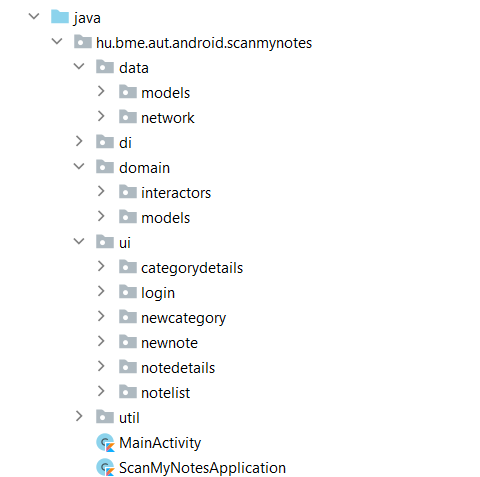 java
hu.bme.aut.android.scanmynotes
data
models
network
di
domain
interactors
models
ui
categorydetails
login
newcategory
newnote
notedetails
notelist
util
MainActivity
ScanMyNotesApplication